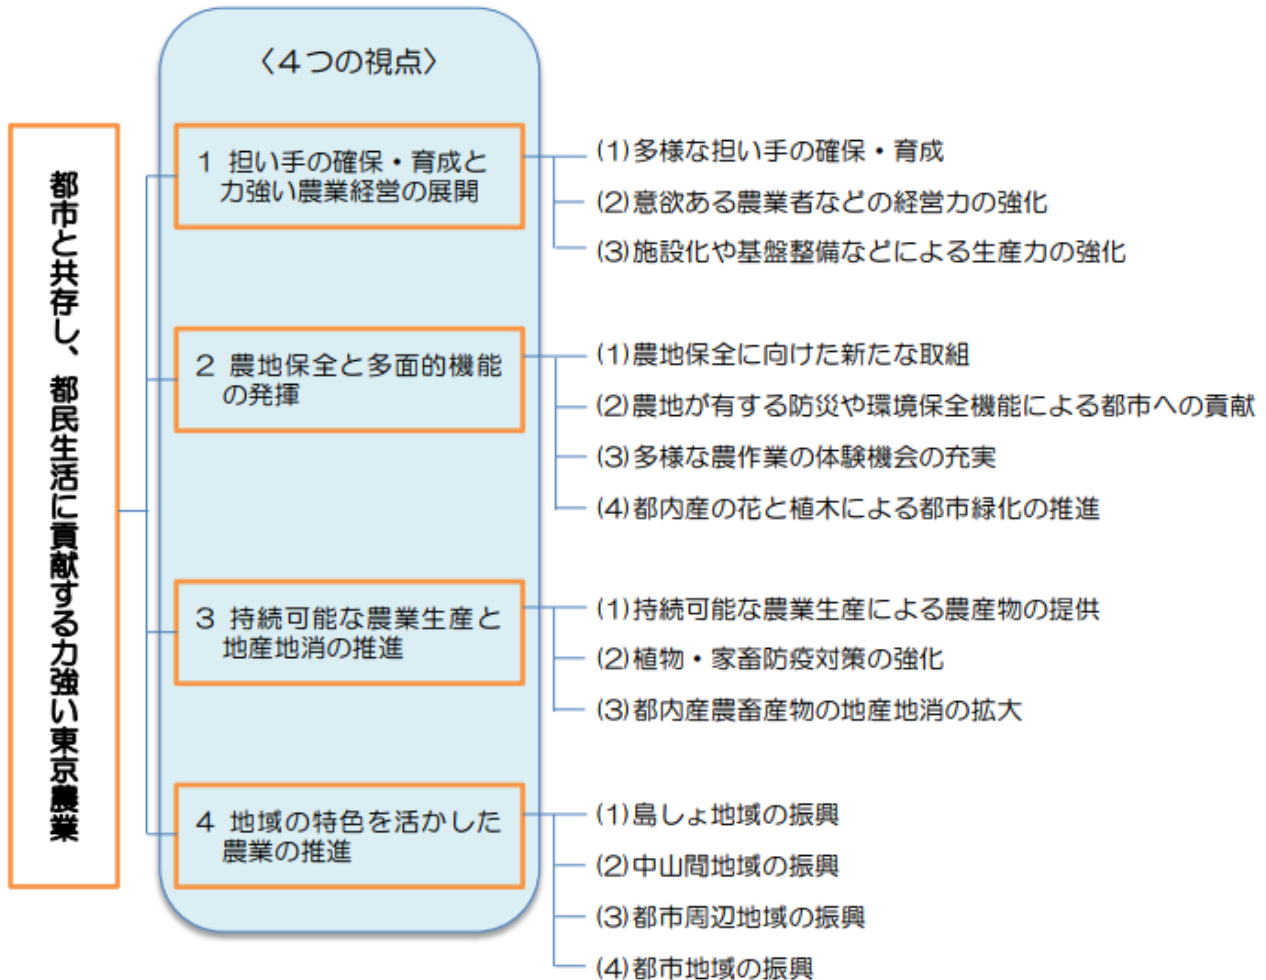 都市と共存し、都民生活に貢献する力強い東京農業
〈4つの視点〉
1 担い手の確保・育成と
力強い農業経営の展開
(1)多様な担い手の確保・育成
(2)意欲ある農業者などの経営力の強化
(3)施設化や基盤整備などによる生産力の強化
2 農地保全と多面的機能
の発揮
(1)農地保全に向けた新たな取組
(2)農地が有する防災や環境保全機能による都市への貢献
(3)多様な農作業の体験機会の充実
(4)都内産の花と植木による都市緑化の推進
3 持続可能な農業生産と
地産地消の推進
(1)持続可能な農業生産による農産物の提供
(2)植物・家畜防疫対策の強化
(3)都内産農畜産物の地産地消の拡大
4 地域の特色を活かした
農業の推進
(1)島しょ地域の振興
(2)中山間地域の振興
(3)都市周辺地域の振興
(4)都市地域の振興